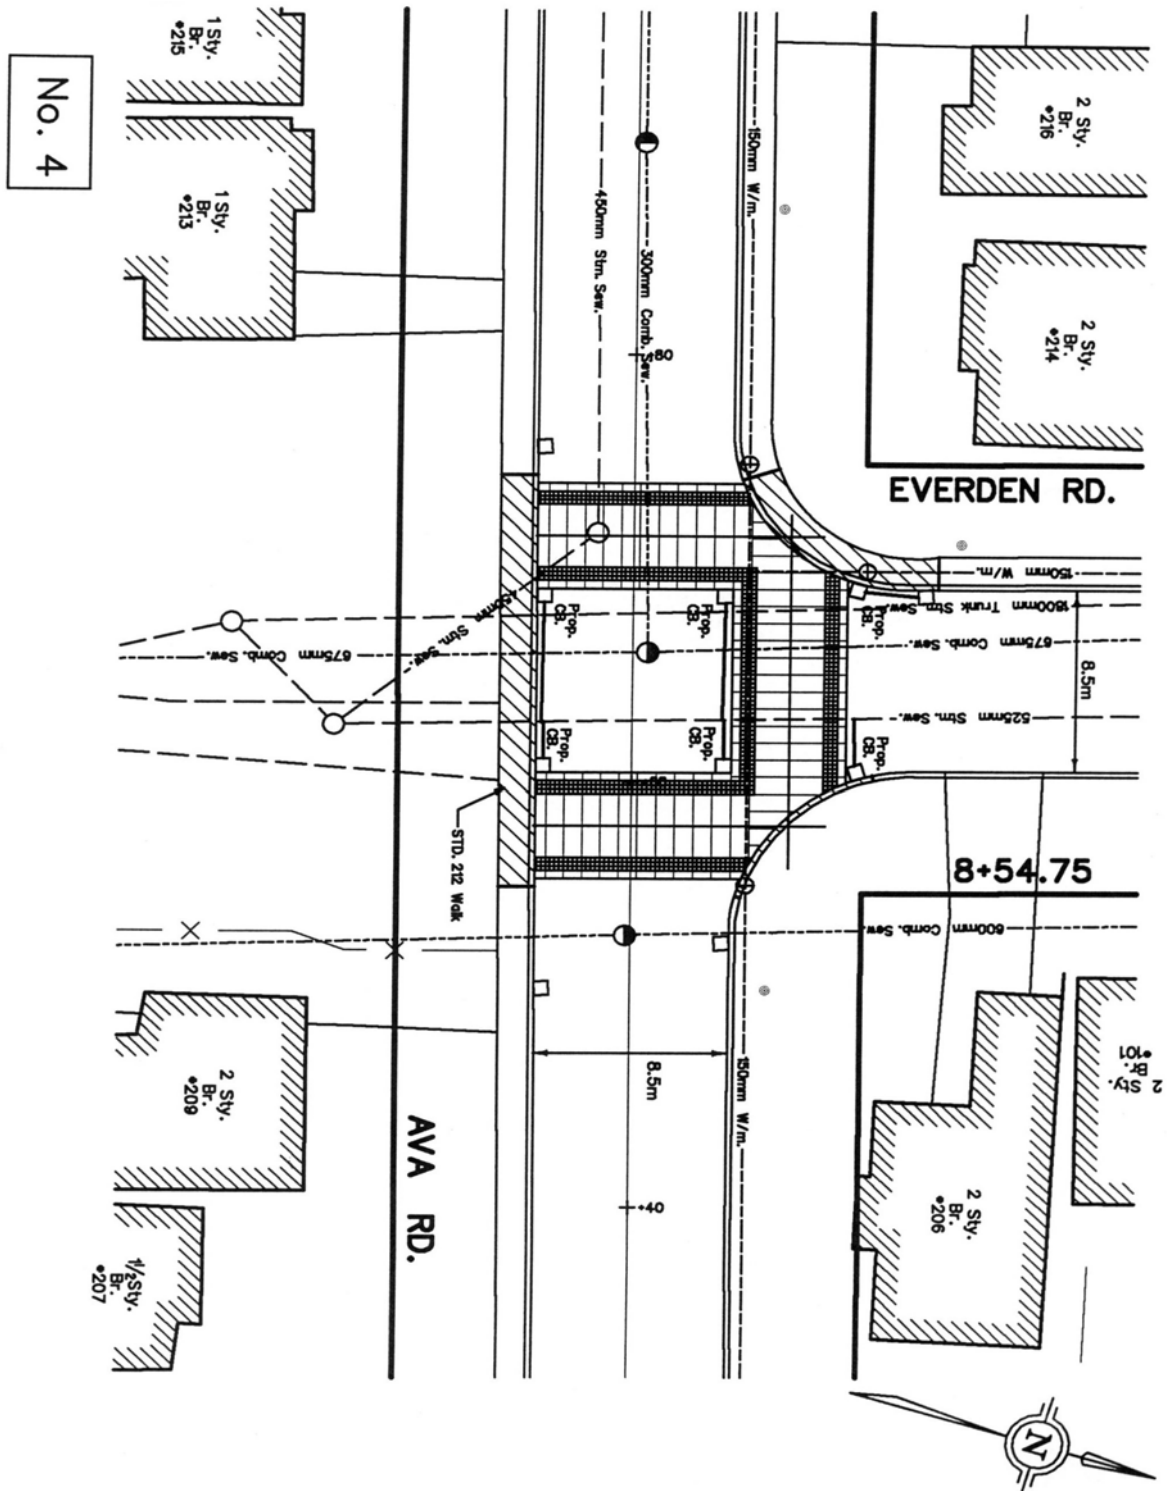 No. 4
1 Sty.
Br.
•215
1 Sty.
Br.
•213
2 Sty.
Br.
•216
2 Sty.
Br.
•214
150mm W/m.
450mm Stm. Sew.
300mm Comb. Sew.
+80
EVERDEN RD.
150mm W/m.
1800mm Trunk Stm. Sew.
675mm Comb. Sew.
525mm Stm. Sew.
8.5m
450mm Stm. Sew.
675mm Comb. Sew.
Prop.
CB.
Prop.
CB.
Prop.
CB.
Prop.
CB.
Prop.
CB.
Prop.
CB.
STD. 212 Walk
8+54.75
600mm Comb. Sew.
8.5m
150mm W/m.
+40
AVA RD.
2 Sty.
Br.
•209
1½Sty.
Br.
•207
2 Sty.
Br.
•206
2 Sty.
Br.
•101
N